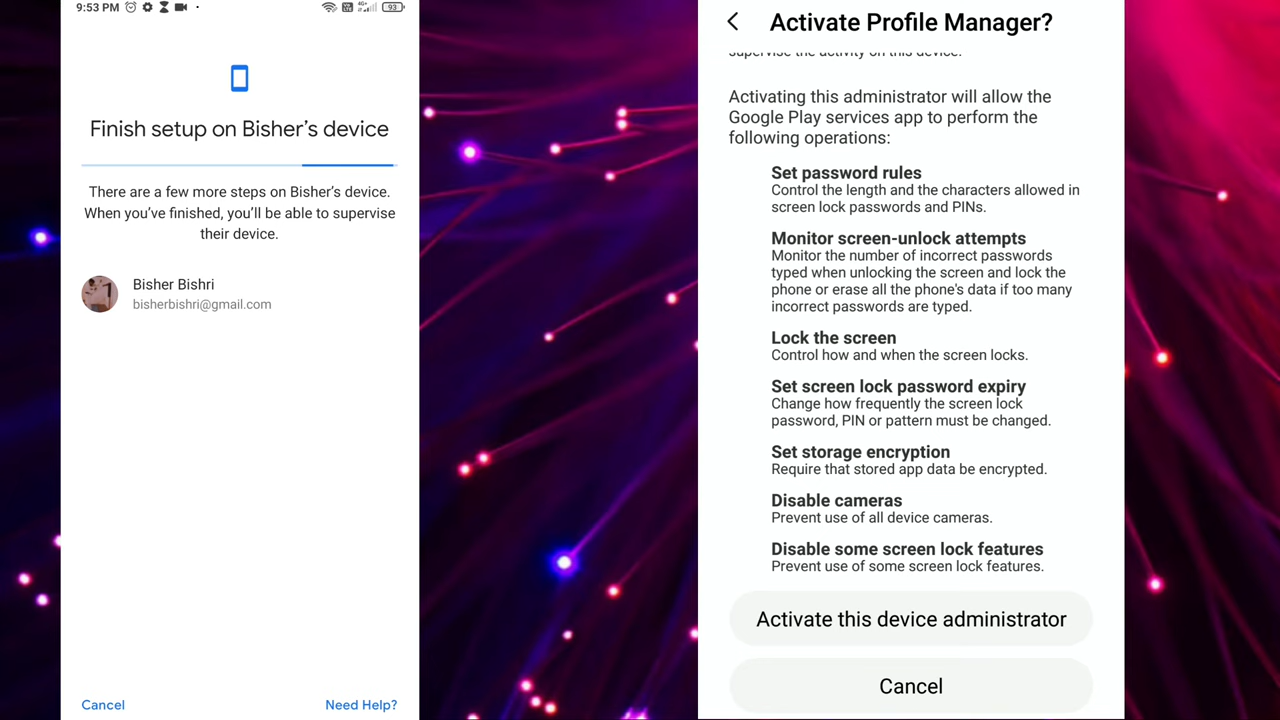 9:53 PM
4G+
93
Finish setup on Bisher's device
There are a few more steps on Bisher's device.
When you've finished, you'll be able to supervise
their device.
Bisher Bishri
bisherbishri@gmail.com
Cancel
Need Help?
Activate Profile Manager?
supervise the activity on this device.
Activating this administrator will allow the
Google Play services app to perform the
following operations:
Set password rules
Control the length and the characters allowed in
screen lock passwords and PINs.
Monitor screen-unlock attempts
Monitor the number of incorrect passwords
typed when unlocking the screen and lock the
phone or erase all the phone's data if too many
incorrect passwords are typed.
Lock the screen
Control how and when the screen locks.
Set screen lock password expiry
Change how frequently the screen lock
password, PIN or pattern must be changed.
Set storage encryption
Require that stored app data be encrypted.
Disable cameras
Prevent use of all device cameras.
Disable some screen lock features
Prevent use of some screen lock features.
Activate this device administrator
Cancel